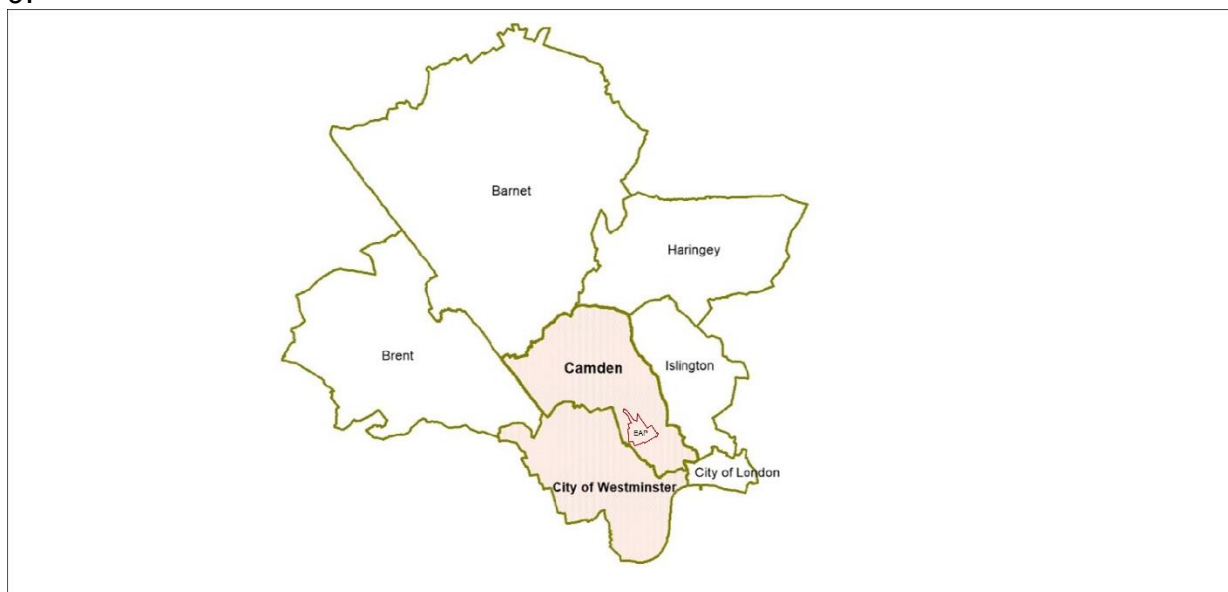 Barnet
Haringey
Brent
Camden
Islington
EAP
City of London
City of Westminster